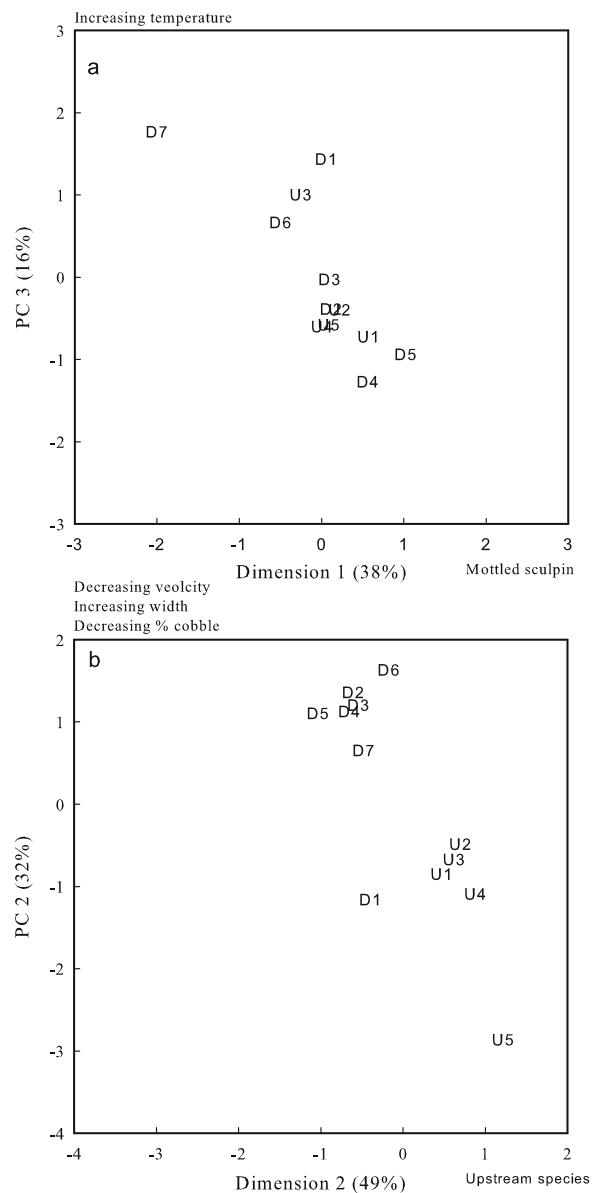 Increasing temperature
3
a
2
D7
D1
1
U3
D6
PC 3 (16%)
0
D3
D2 U2
U4 U5
U1
-1
D5
D4
-2
-3
-3 -2 -1 0 1 2 3
Dimension 1 (38%) Mottled sculpin
Decreasing veolcity
Increasing width
Decreasing % cobble
2
b
D6
D2
D3
D5 D4
1
D7
0
U2
U3
U1
-1
U4
D1
PC 2 (32%)
-2
U5
-3
-4
-4 -3 -2 -1 0 1 2
Dimension 2 (49%) Upstream species